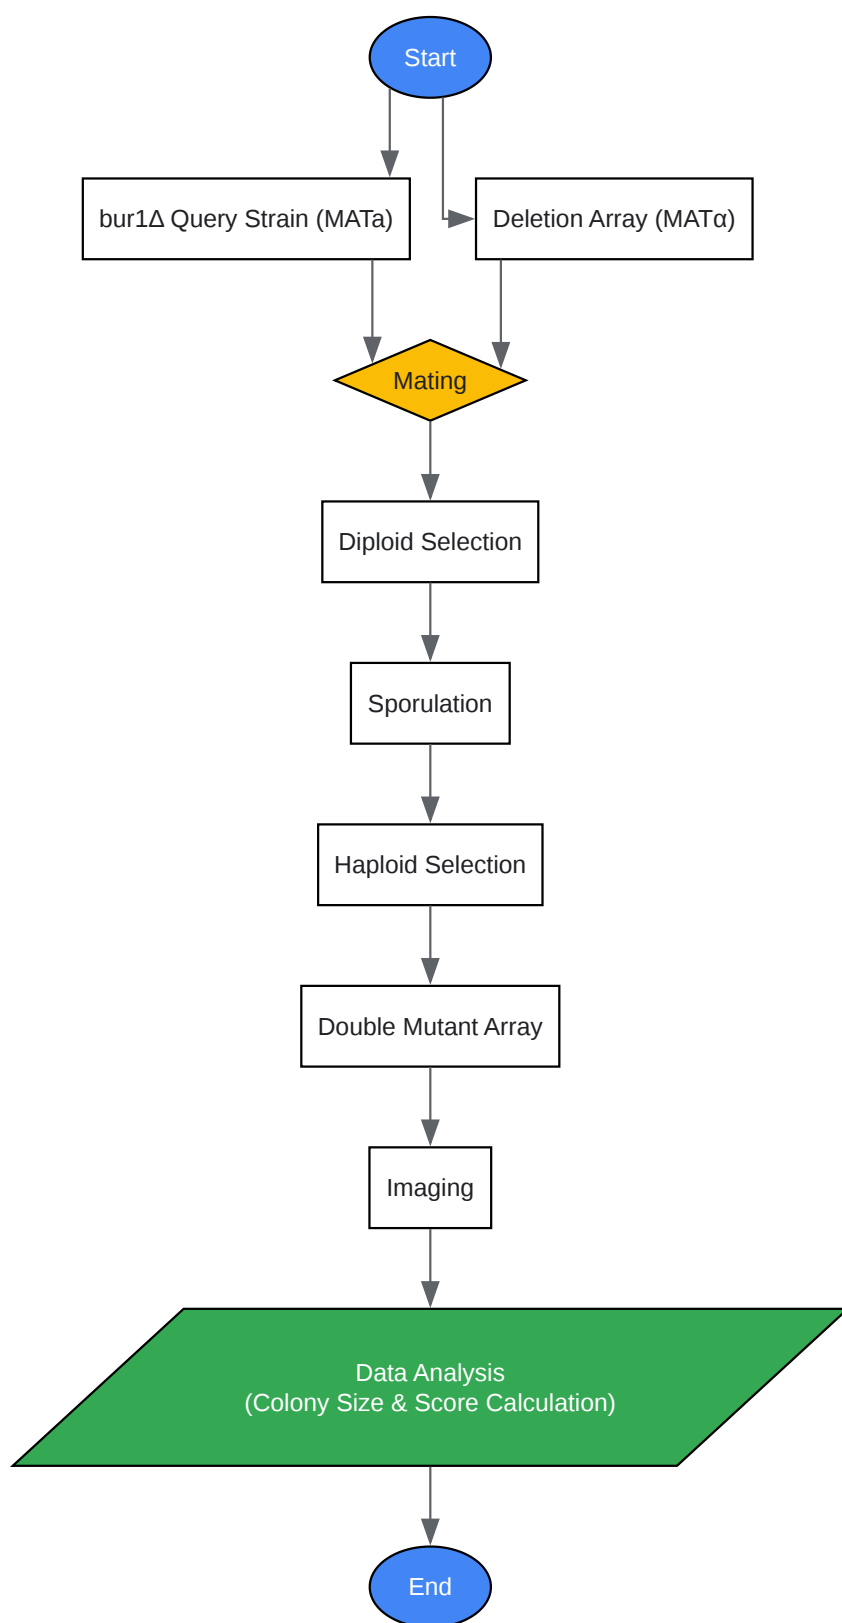 Start
bur1Δ Query Strain (MATa)
Deletion Array (MATα)
Mating
Diploid Selection
Sporulation
Haploid Selection
Double Mutant Array
Imaging
Data Analysis
(Colony Size & Score Calculation)
End